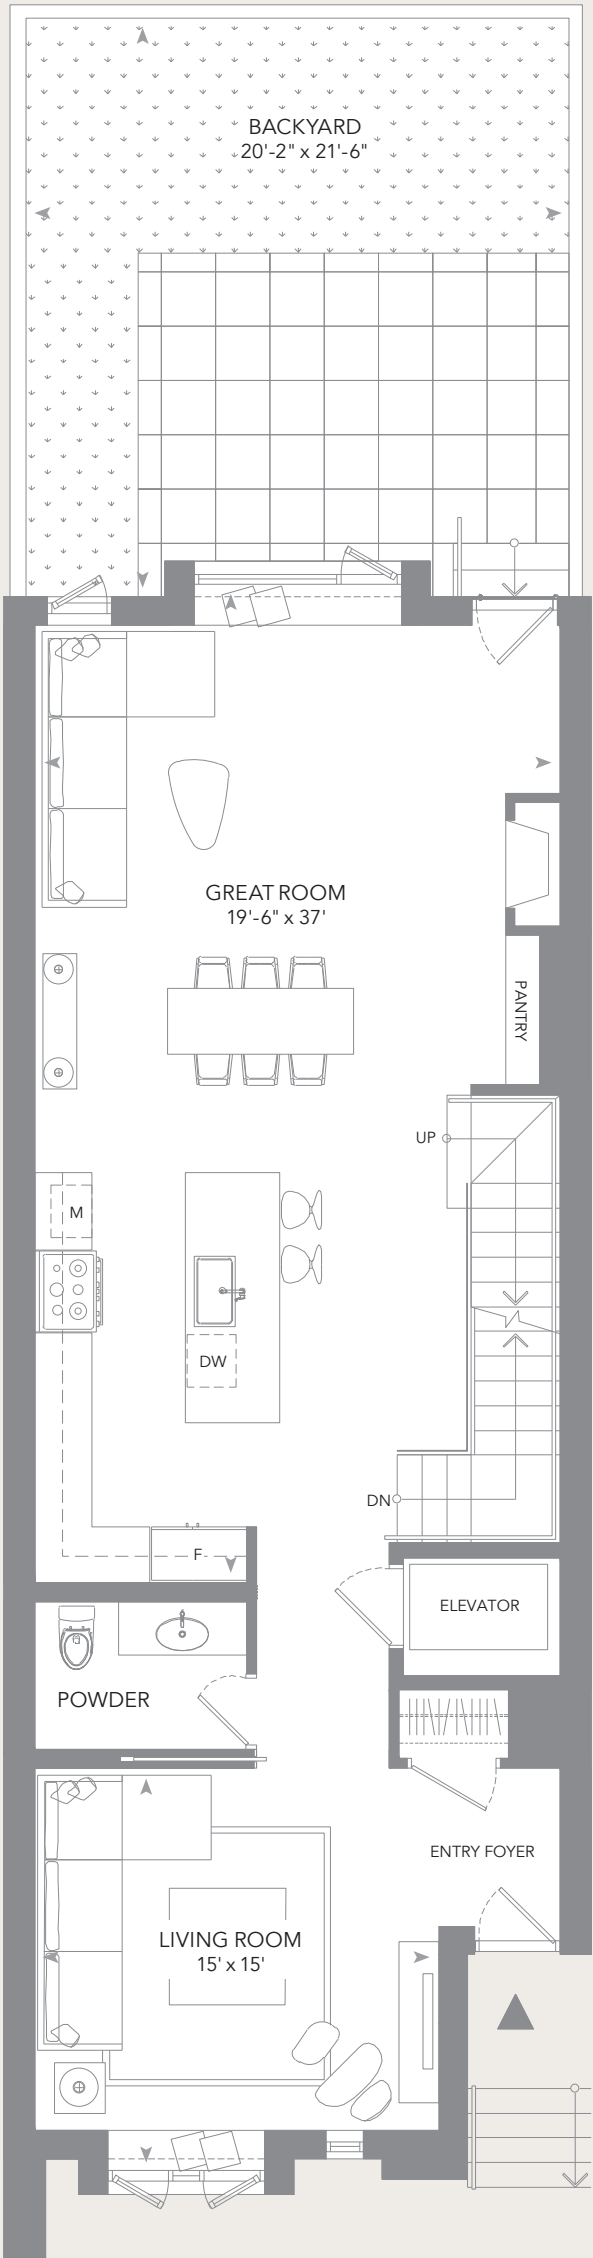 BACKYARD
20'-2" x 21'-6"
GREAT ROOM
19'-6" x 37'
PANTRY
UP
M
DW
DN
F
ELEVATOR
POWDER
ENTRY FOYER
LIVING ROOM
15' x 15'